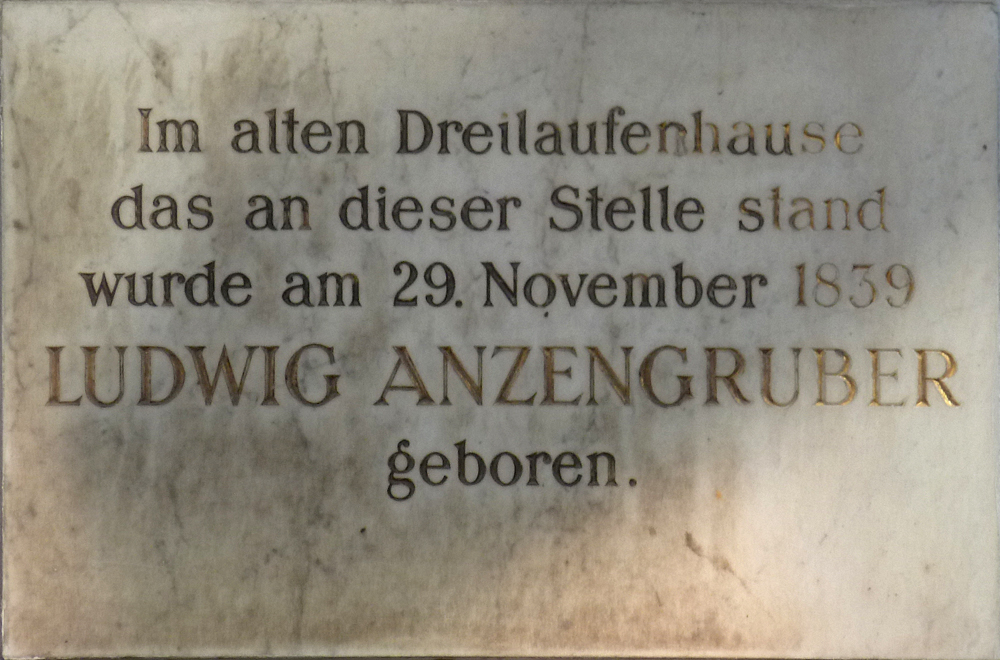 Im alten Dreilaufenhause
das an dieser Stelle stand
wurde am 29. November 1839
LUDWIG ANZENGRUBER
geboren.